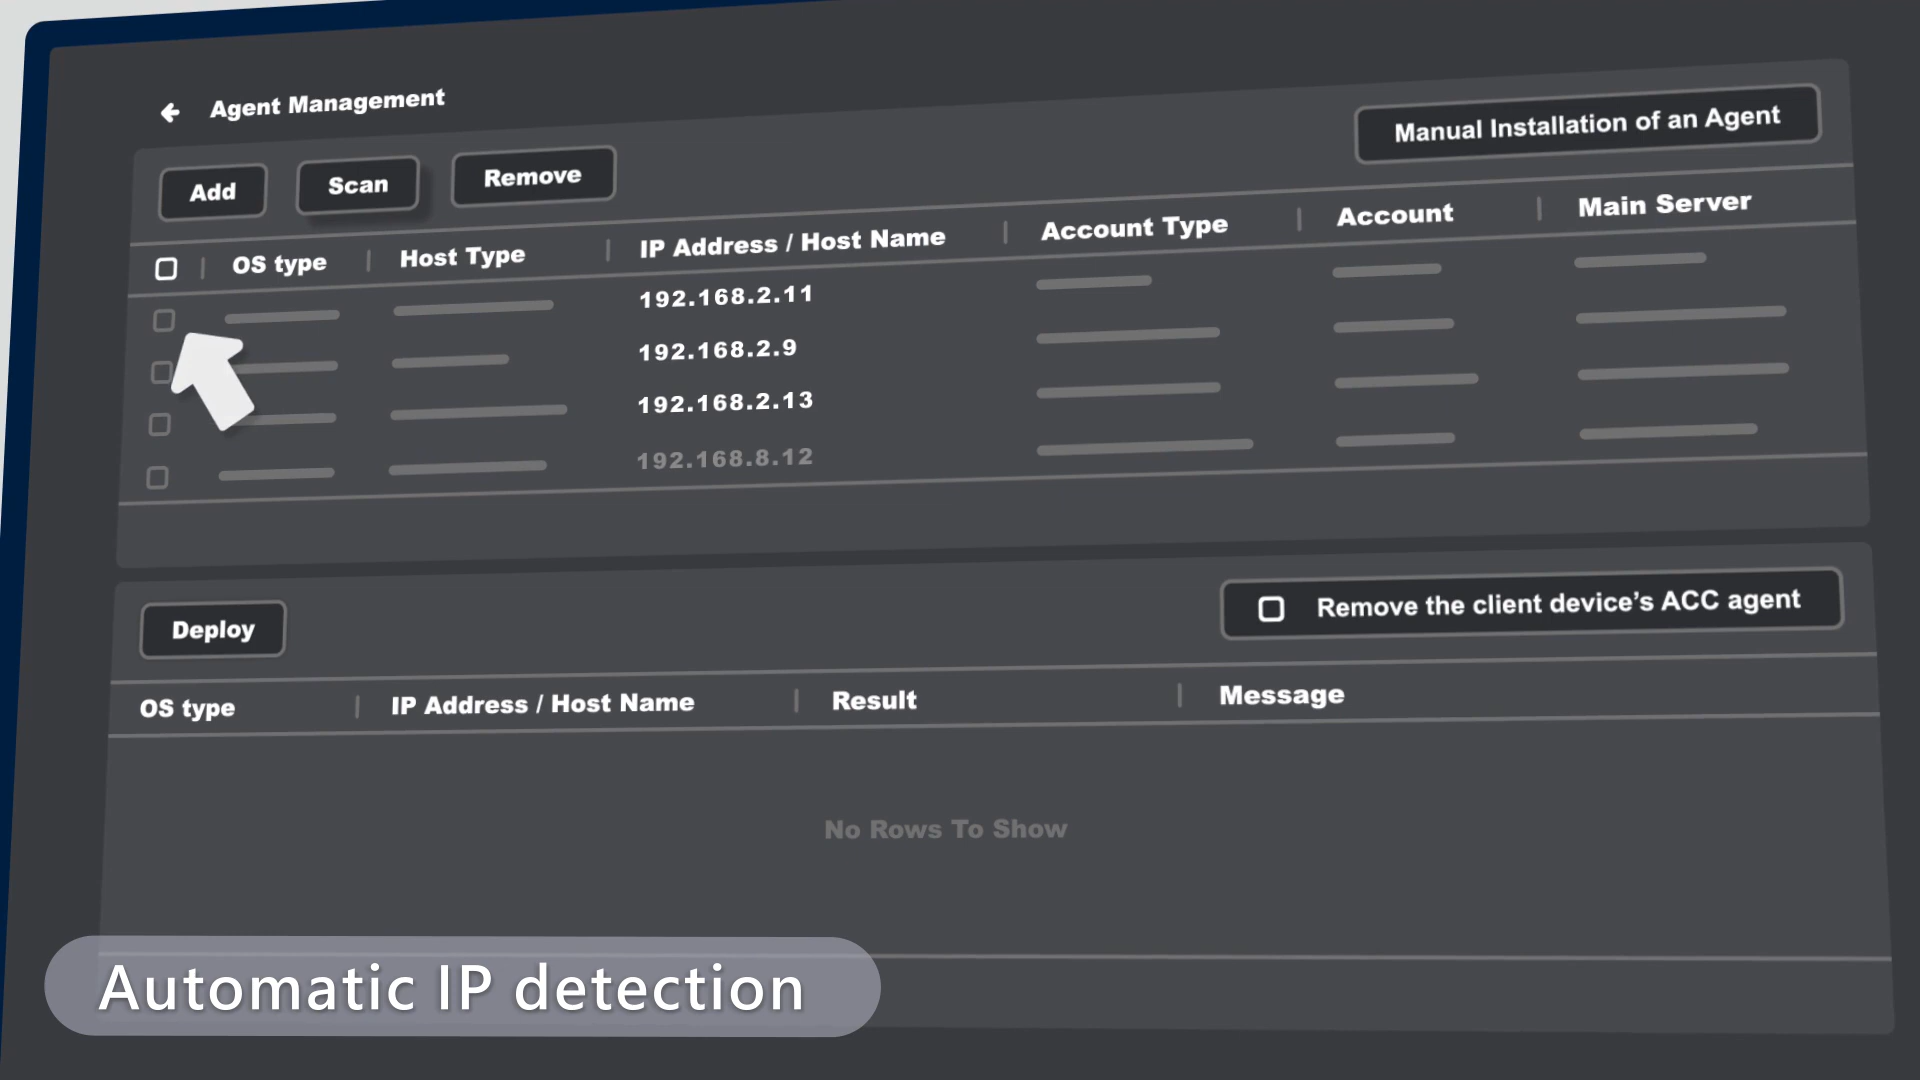 Agent Management
Manual Installation of an Agent
Add
Scan
Remove
OS type
Host Type
IP Address / Host Name
Account Type
Account
Main Server
192.168.2.11
192.168.2.9
192.168.2.13
192.168.8.12
Deploy
Remove the client device’s ACC agent
OS type
IP Address / Host Name
Result
Message
No Rows To Show
Automatic IP detection